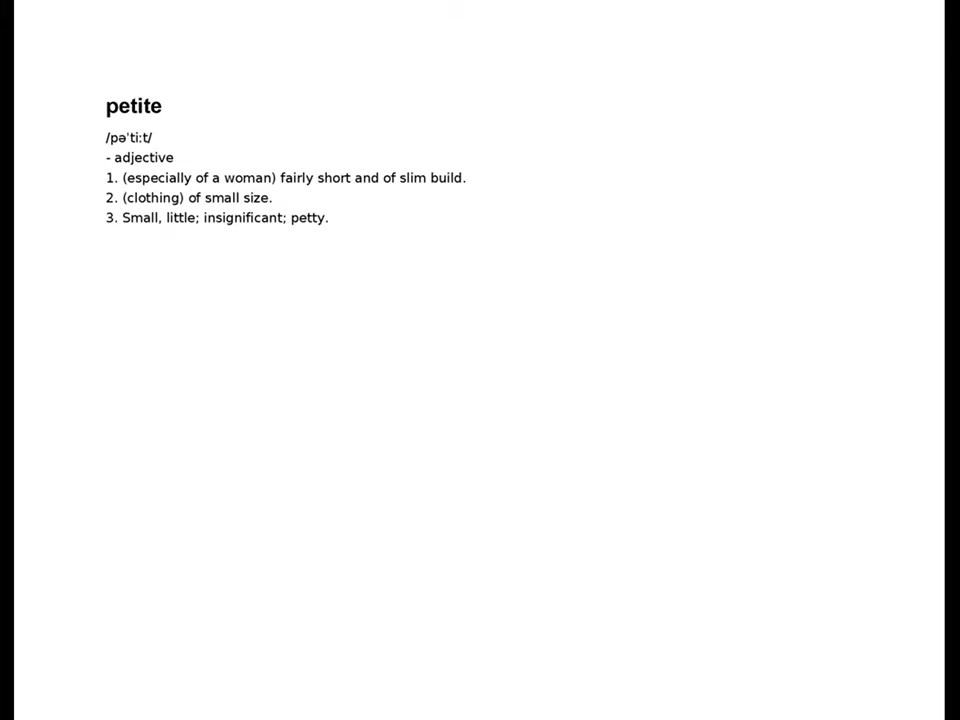 petite
/pəˈtiːt/
- adjective
1. (especially of a woman) fairly short and of slim build.
2. (clothing) of small size.
3. Small, little; insignificant; petty.